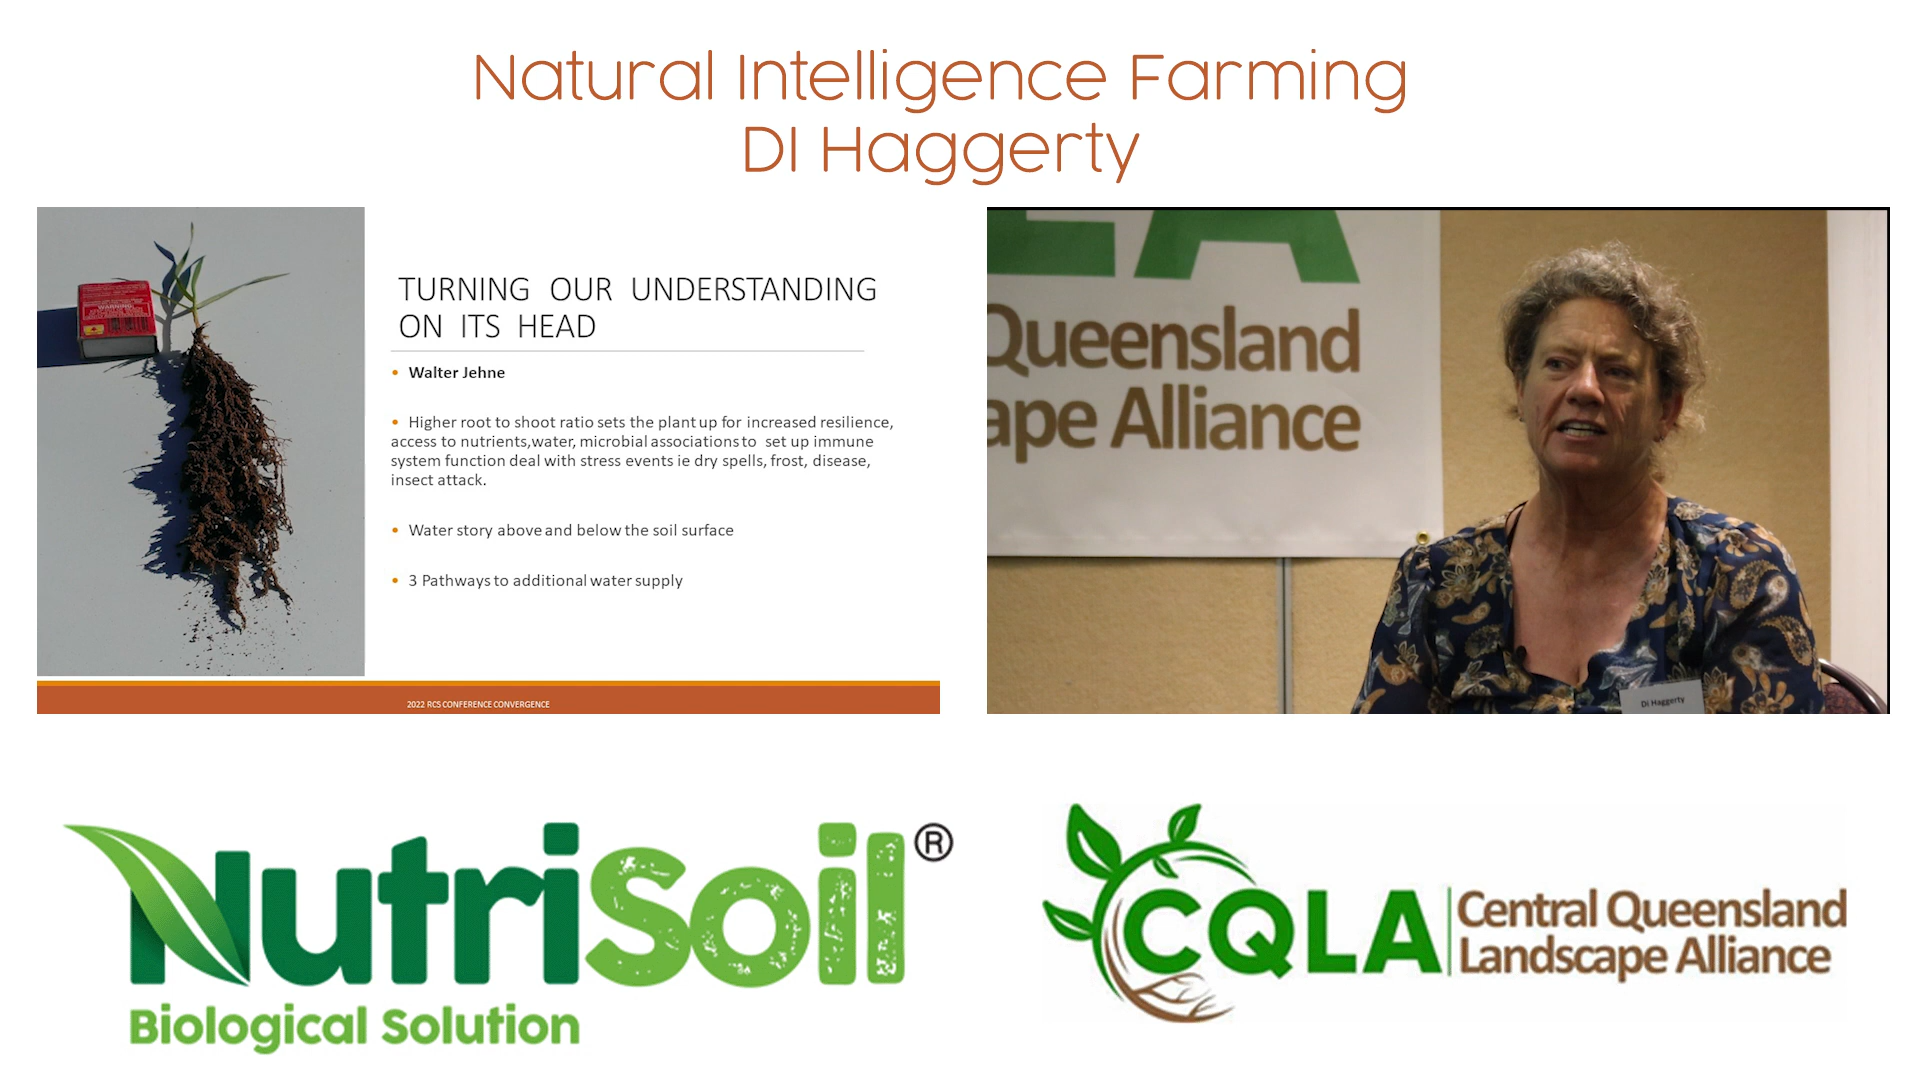 Natural Intelligence Farming
DI Haggerty
WARNING:
TURNING OUR UNDERSTANDING
ON ITS HEAD
• Walter Jehne
• Higher root to shoot ratio sets the plant up for increased resilience,
access to nutrients,water, microbial associations to set up immune
system function deal with stress events ie dry spells, frost, disease,
insect attack.
• Water story above and below the soil surface
• 3 Pathways to additional water supply
2022 RCS CONFERENCE CONVERGENCE
LA
Queensland
ape Alliance
Di Haggerty
NutriSoil®
Biological Solution
CQLA
Central Queensland
Landscape Alliance